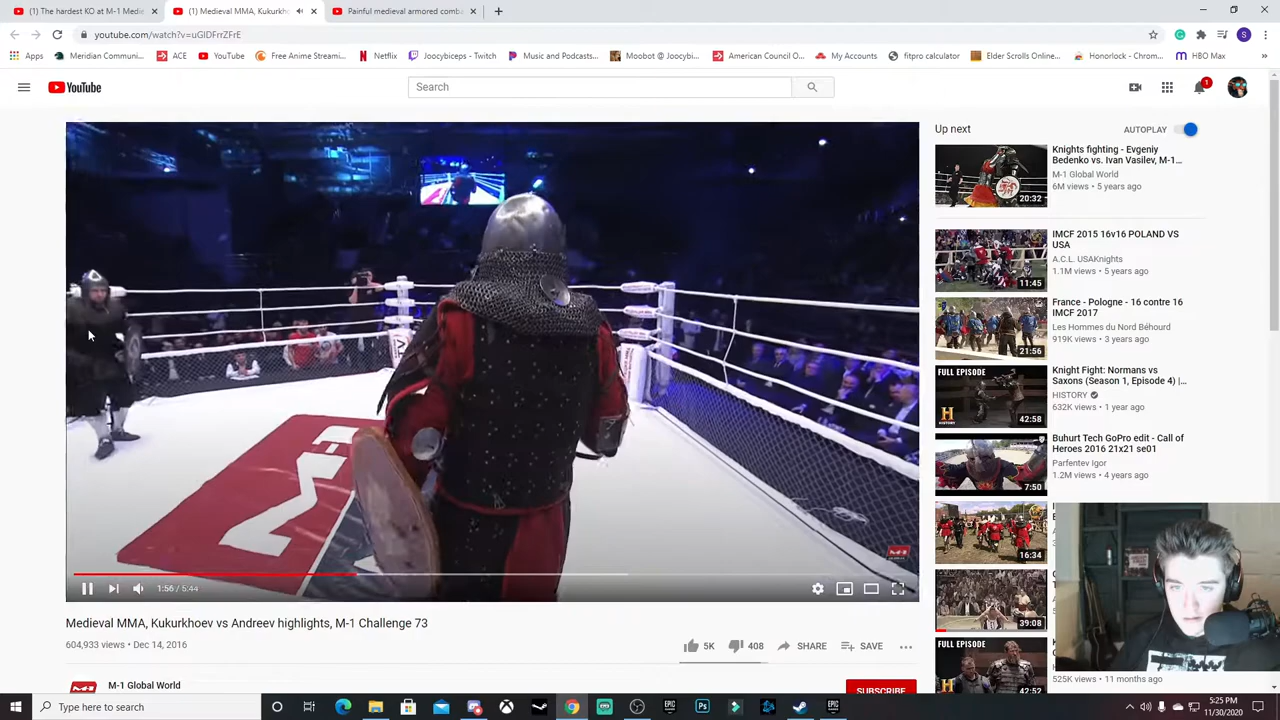 (1) The hardest KO at M-1 Medie
(1) Medieval MMA, Kukurkho
Painful medieval armored comba
youtube.com/watch?v=uGlDFrrZFrE
Apps
Meridian Communi...
ACE
YouTube
Free Anime Streami...
Netflix
Jcoybiceps - Twitch
Music and Podcasts...
Moobot @ Joocybi...
American Council O...
My Accounts
fitpro calculator
Elder Scrolls Online...
Honorlock - Chrom...
HBO Max
YouTube
Search
1
Up next
AUTOPLAY
Knights fighting - Evgeniy
Bedenko vs. Ivan Vasilev, M-1...
M-1 Global World
6M views • 5 years ago
20:32
IMCF 2015 16v16 POLAND VS
USA
A.C.L. USAKnights
1.1M views • 5 years ago
11:45
France - Pologne - 16 contre 16
IMCF 2017
Les Hommes du Nord Béhourd
919K views • 3 years ago
21:56
FULL EPISODE
Knight Fight: Normans vs
Saxons (Season 1, Episode 4) |...
HISTORY
632K views • 1 year ago
42:58
Buhurt Tech GoPro edit - Call of
Heroes 2016 21x21 se01
Parfentev Igor
1.2M views • 4 years ago
7:50
16:34
39:08
FULL EPISODE
525K views • 11 months ago
42:52
1:56 / 5:44
Medieval MMA, Kukurkhoev vs Andreev highlights, M-1 Challenge 73
604,933 views • Dec 14, 2016
5K
408
SHARE
SAVE
M-1 Global World
SUBSCRIBE
Type here to search
5:25 PM
11/30/2020